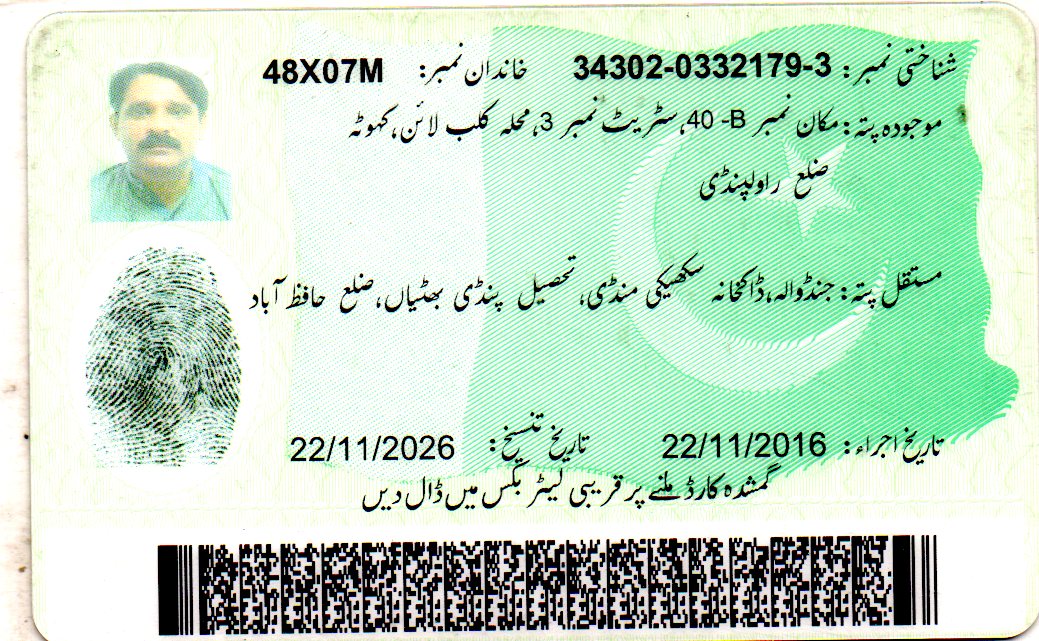 شناختی نمبر: 34302-0332179-3 خاندان نمبر: 48X07M
موجودہ پتہ: مکان نمبر 40 -B،سٹریٹ نمبر 3،محلہ کلب لائن،کہوٹہ
ضلع راولپنڈی
مستقل پتہ: جنڈوالہ،ڈاکخانہ سکھیکی منڈی، تحصیل پنڈی بھٹیاں،ضلع حافظ آباد
تاریخ اجراء: 22/11/2016 تاریخ تنسیخ: 22/11/2026
گمشدہ کارڈ ملنے پر قریبی لیٹر بکس میں ڈال دیں